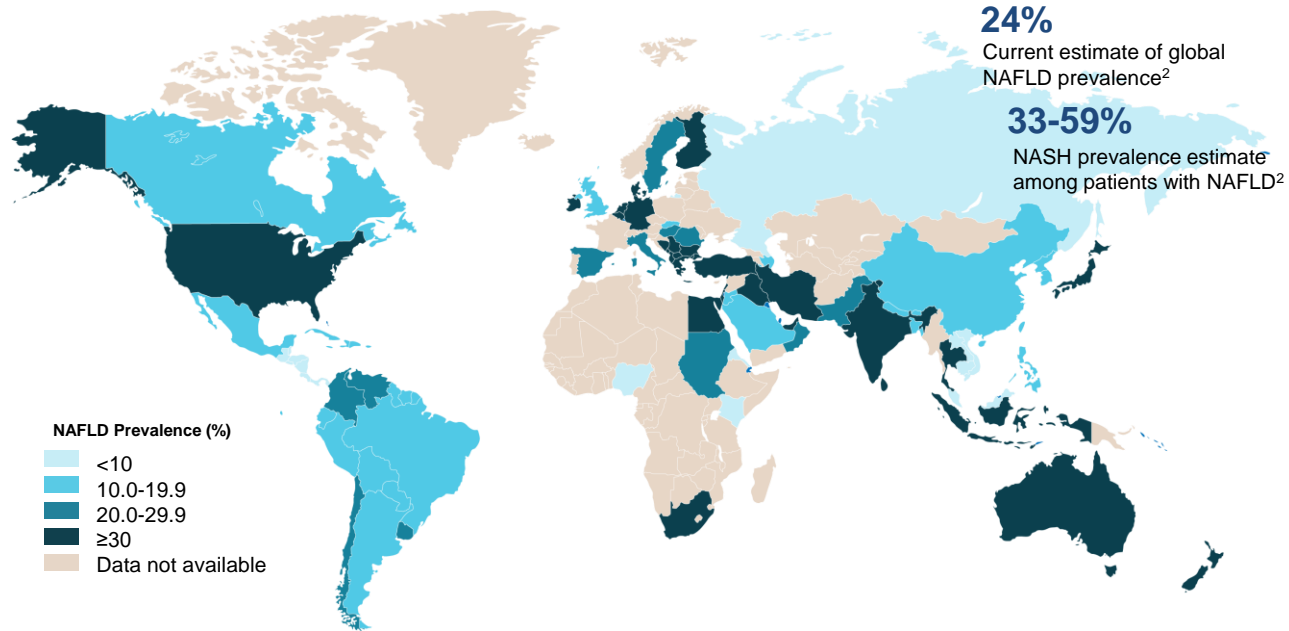 24%
Current estimate of global
NAFLD prevalence2
33-59%
NASH prevalence estimate
among patients with NAFLD2
NAFLD Prevalence (%)
<10
10.0-19.9
20.0-29.9
≥30
Data not available